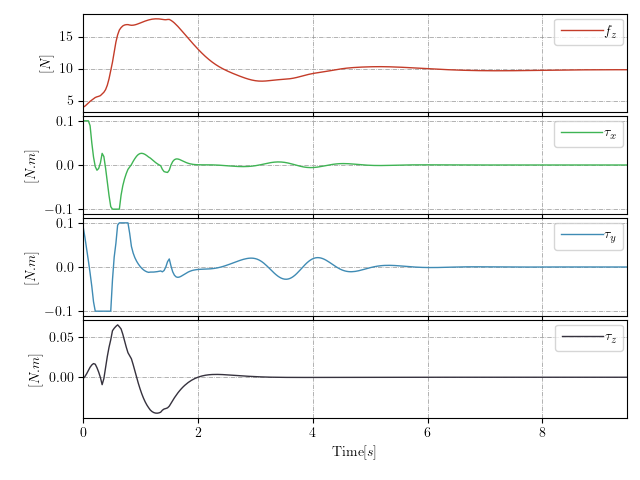 f_z
15
10
5
[N]
τ_x
0.1
0.0
−0.1
[N.m]
τ_y
0.1
0.0
−0.1
[N.m]
τ_z
0.05
0.00
[N.m]
0 2 4 6 8
Time[s]